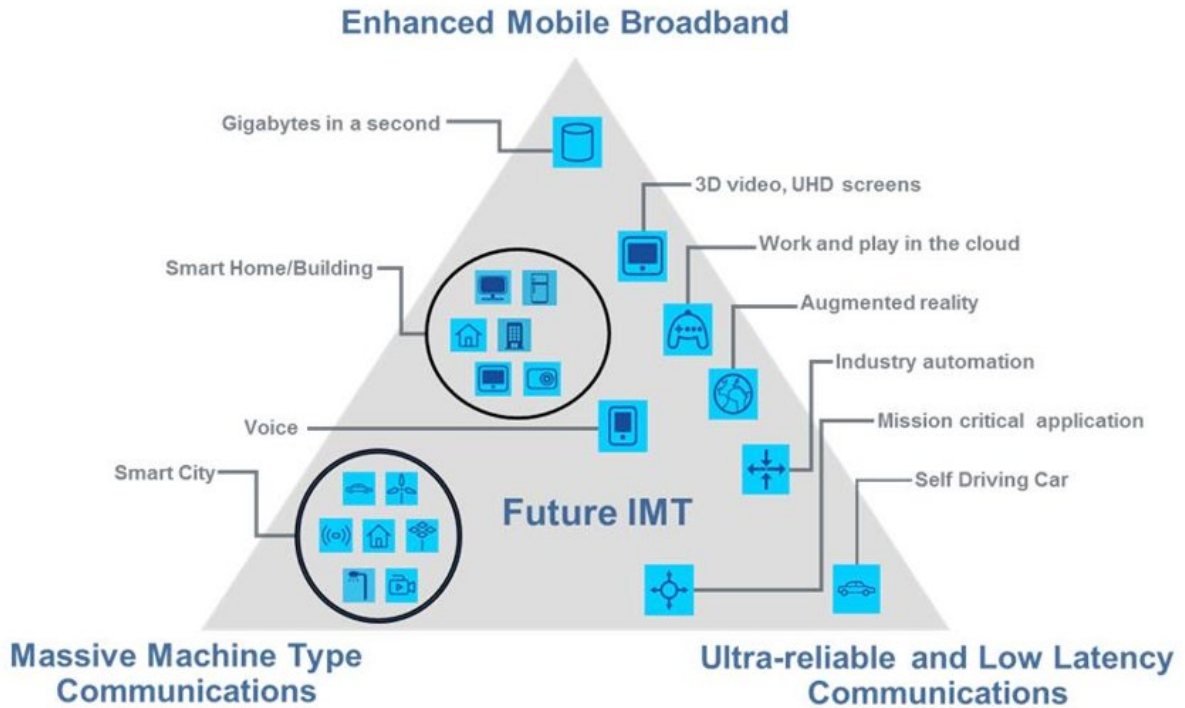 Enhanced Mobile Broadband
Gigabytes in a second
3D video, UHD screens
Work and play in the cloud
Smart Home/Building
Augmented reality
Industry automation
Mission critical application
Voice
Smart City
Self Driving Car
Future IMT
Massive Machine Type
Communications
Ultra-reliable and Low Latency
Communications